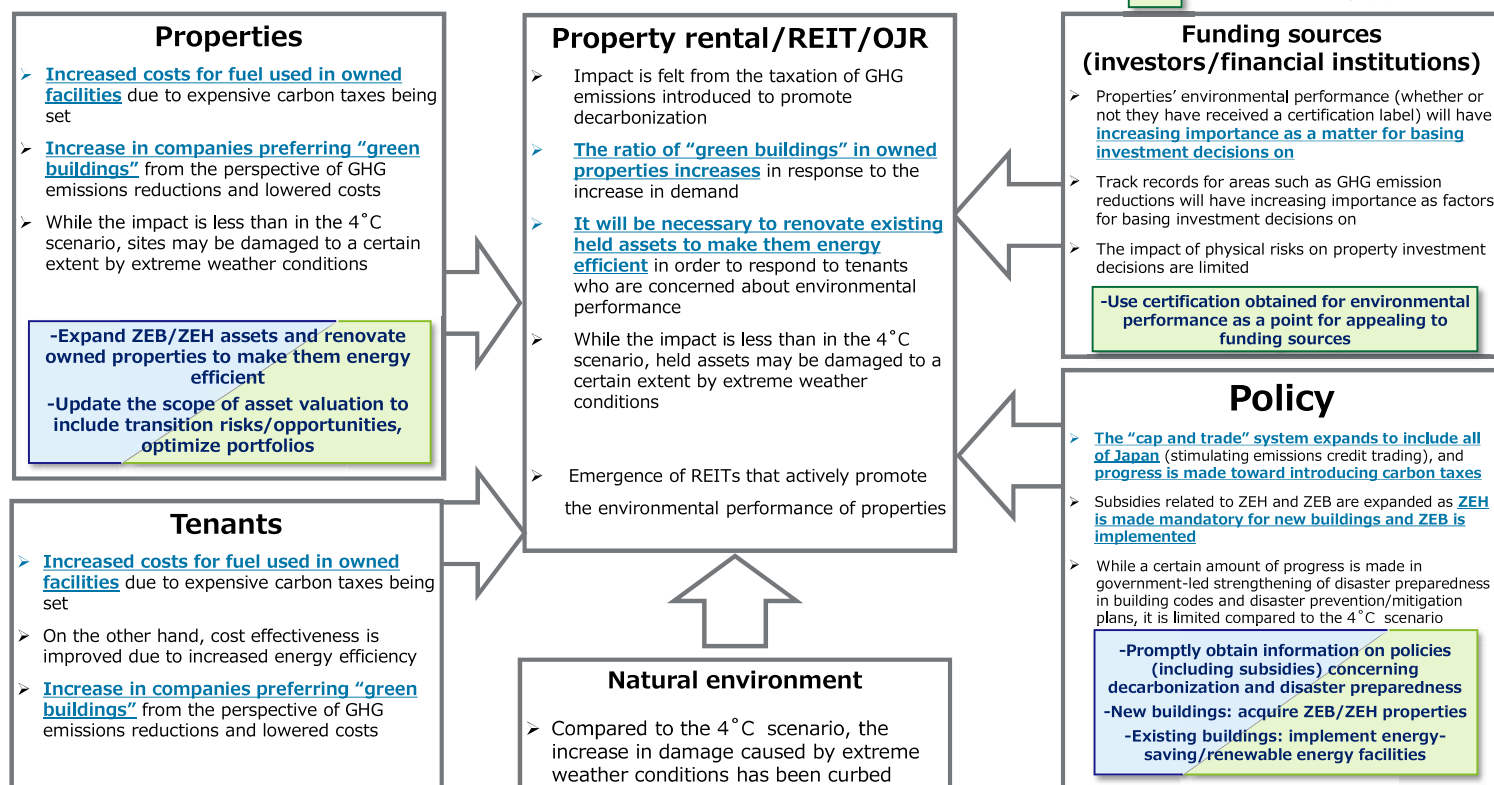 Properties
➢ Increased costs for fuel used in owned
facilities due to expensive carbon taxes being
set
➢ Increase in companies preferring “green
buildings” from the perspective of GHG
emissions reductions and lowered costs
➢ While the impact is less than in the 4˚C
scenario, sites may be damaged to a certain
extent by extreme weather conditions
-Expand ZEB/ZEH assets and renovate
owned properties to make them energy
efficient
-Update the scope of asset valuation to
include transition risks/opportunities,
optimize portfolios
Tenants
➢ Increased costs for fuel used in owned
facilities due to expensive carbon taxes being
set
➢ On the other hand, cost effectiveness is
improved due to increased energy efficiency
➢ Increase in companies preferring “green
buildings” from the perspective of GHG
emissions reductions and lowered costs
Property rental/REIT/OJR
➢ Impact is felt from the taxation of GHG
emissions introduced to promote
decarbonization
➢ The ratio of “green buildings” in owned
properties increases in response to the
increase in demand
➢ It will be necessary to renovate existing
held assets to make them energy
efficient in order to respond to tenants
who are concerned about environmental
performance
➢ While the impact is less than in the 4˚C
scenario, held assets may be damaged to a
certain extent by extreme weather
conditions
➢ Emergence of REITs that actively promote
the environmental performance of properties
Natural environment
➢ Compared to the 4˚C scenario, the
increase in damage caused by extreme
weather conditions has been curbed
Funding sources
(investors/financial institutions)
➢ Properties’ environmental performance (whether or
not they have received a certification label) will have
increasing importance as a matter for basing
investment decisions on
➢ Track records for areas such as GHG emission
reductions will have increasing importance as factors
for basing investment decisions on
➢ The impact of physical risks on property investment
decisions are limited
-Use certification obtained for environmental
performance as a point for appealing to
funding sources
Policy
➢ The “cap and trade” system expands to include all
of Japan (stimulating emissions credit trading), and
progress is made toward introducing carbon taxes
➢ Subsidies related to ZEH and ZEB are expanded as ZEH
is made mandatory for new buildings and ZEB is
implemented
➢ While a certain amount of progress is made in
government-led strengthening of disaster preparedness
in building codes and disaster prevention/mitigation
plans, it is limited compared to the 4˚C scenario
-Promptly obtain information on policies
(including subsidies) concerning
decarbonization and disaster preparedness
-New buildings: acquire ZEB/ZEH properties
-Existing buildings: implement energy-
saving/renewable energy facilities